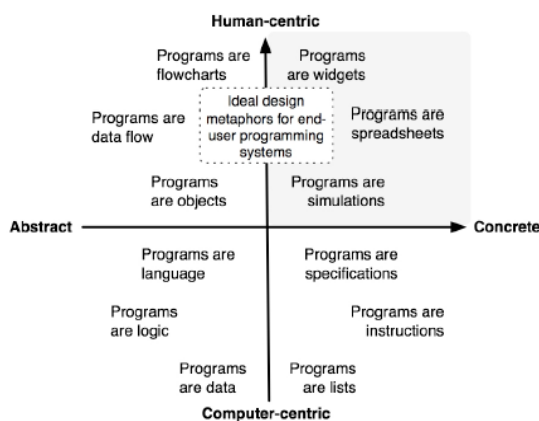 Human-centric
Programs are
flowcharts
Programs
are widgets
Ideal design
metaphors for end-
user programming
systems
Programs are
data flow
Programs are
spreadsheets
Programs
are objects
Programs are
simulations
Abstract
Concrete
Programs are
language
Programs are
specifications
Programs
are logic
Programs are
instructions
Programs
are data
Programs
are lists
Computer-centric